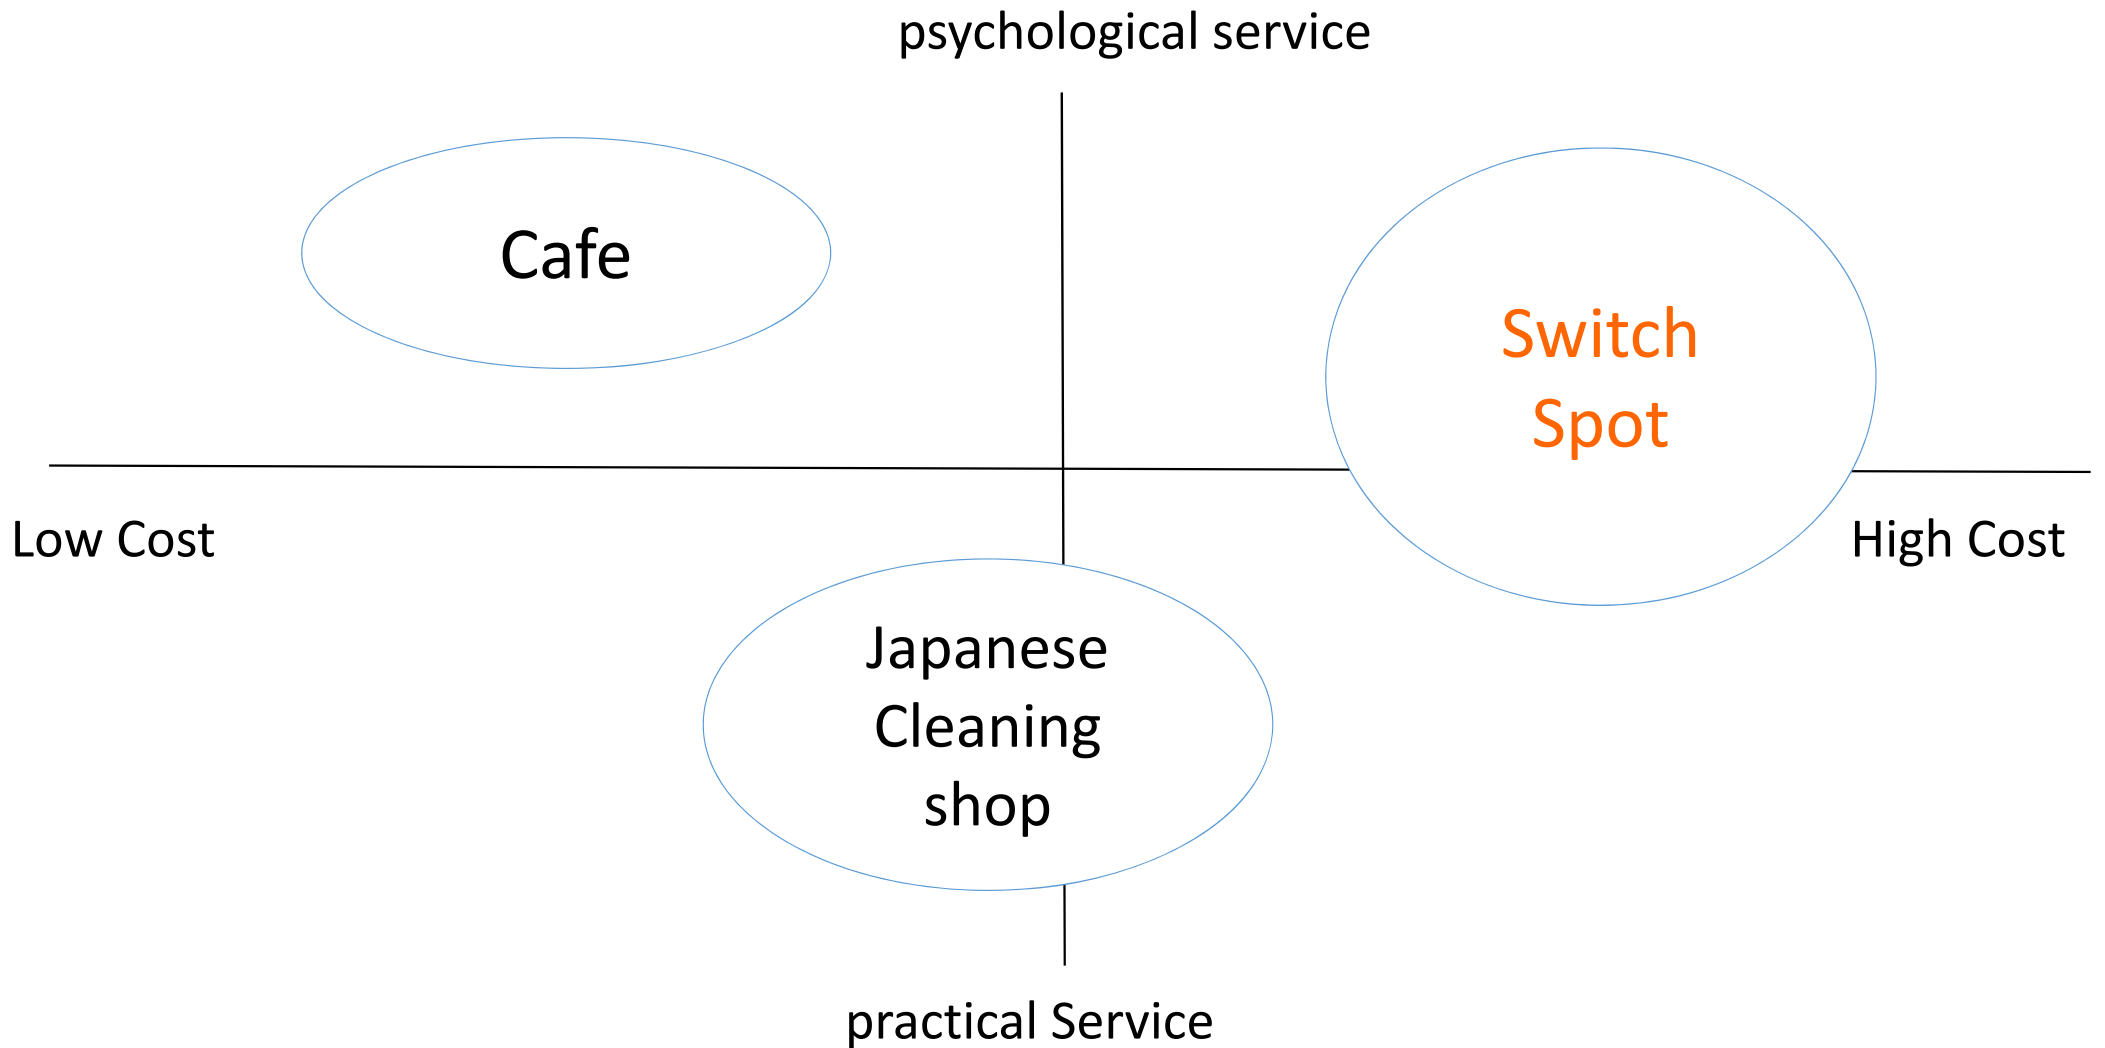 psychological service
Cafe
Switch
Spot
Low Cost
High Cost
Japanese
Cleaning
shop
practical Service